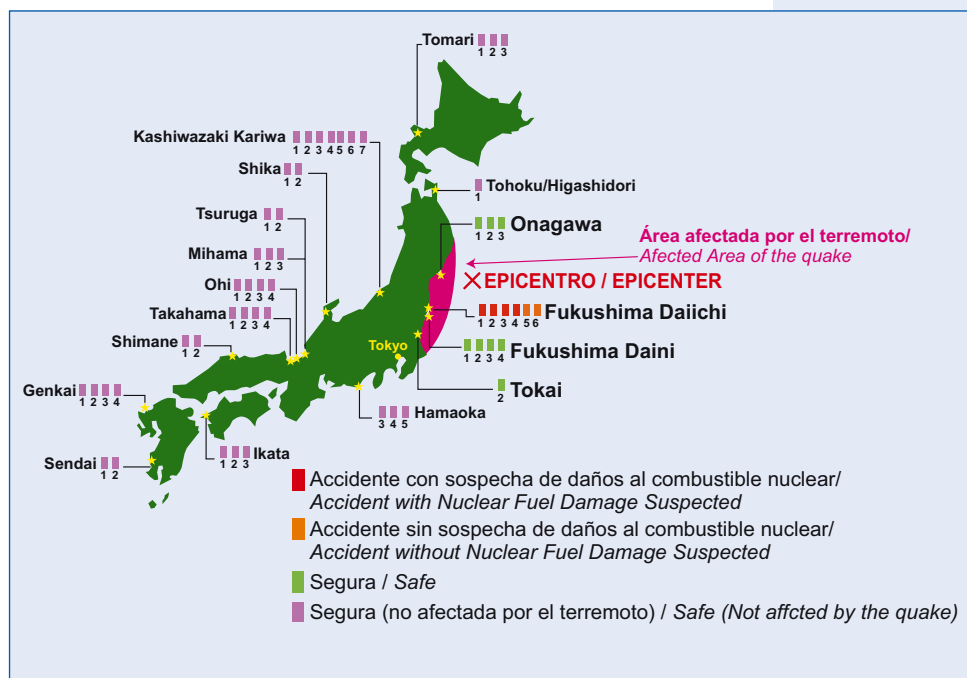 Tomari
1 2 3
Kashiwazaki Kariwa
1 2 3 4 5 6 7
Shika
1 2
Tohoku/Higashidori
1
Tsuruga
1 2
Onagawa
1 2 3
Área afectada por el terremoto/
Afected Area of the quake
Mihama
1 2 3
EPICENTRO / EPICENTER
Ohi
1 2 3 4
Takahama
1 2 3 4
Fukushima Daiichi
1 2 3 4 5 6
Shimane
1 2
Tokyo
Fukushima Daini
1 2 3 4
Tokai
2
Genkai
1 2 3 4
Hamaoka
3 4 5
Sendai
1 2
Ikata
1 2 3
Accidente con sospecha de daños al combustible nuclear/
Accident with Nuclear Fuel Damage Suspected
Accidente sin sospecha de daños al combustible nuclear/
Accident without Nuclear Fuel Damage Suspected
Segura / Safe
Segura (no afectada por el terremoto) / Safe (Not affcted by the quake)